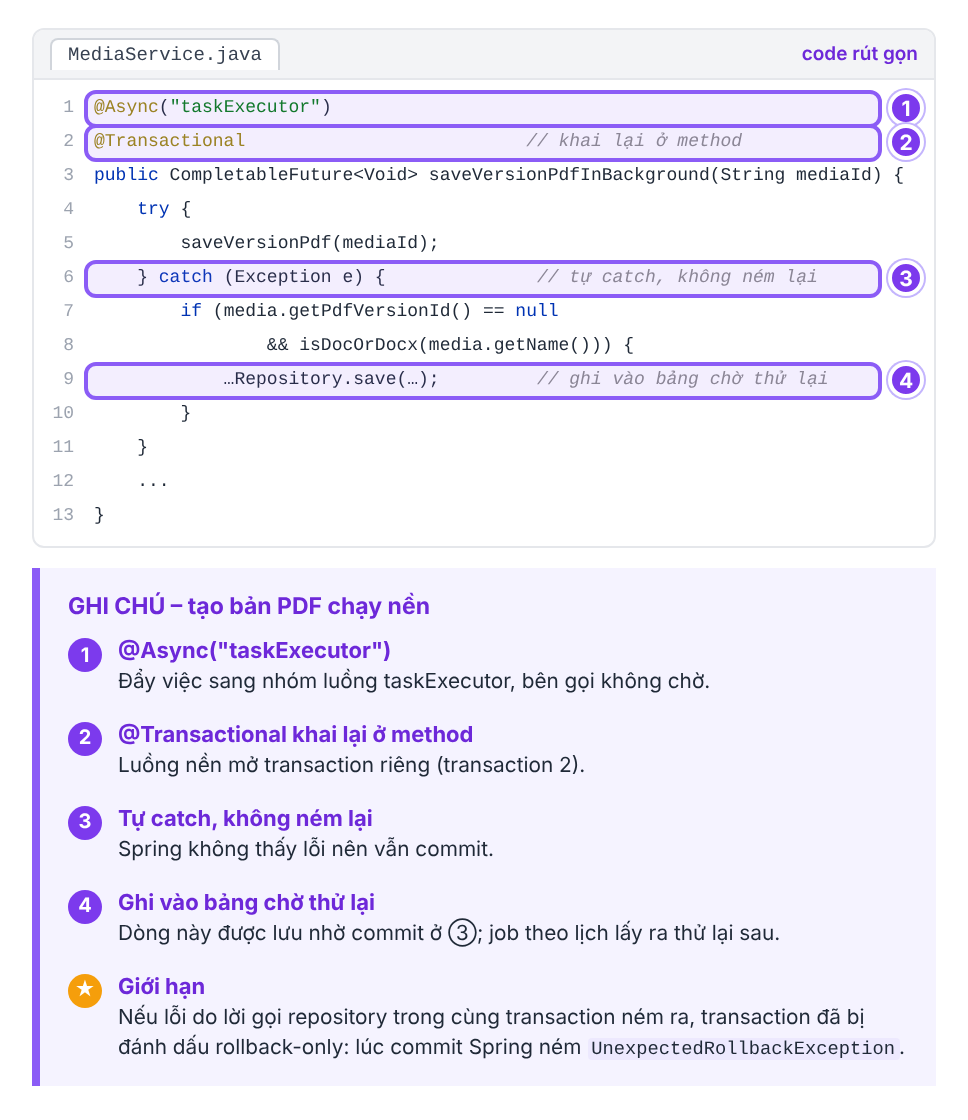 MediaService.java
code rút gọn
1 @Async("taskExecutor") 1
2 @Transactional // khai lại ở method 2
3 public CompletableFuture<Void> saveVersionPdfInBackground(String mediaId) {
4 try {
5 saveVersionPdf(mediaId);
6 } catch (Exception e) { // tự catch, không ném lại 3
7 if (media.getPdfVersionId() == null
8 && isDocOrDocx(media.getName())) {
9 …Repository.save(…); // ghi vào bảng chờ thử lại 4
10 }
11 }
12 ...
13 }
GHI CHÚ – tạo bản PDF chạy nền
1 @Async("taskExecutor")
Đẩy việc sang nhóm luồng taskExecutor, bên gọi không chờ.
2 @Transactional khai lại ở method
Luồng nền mở transaction riêng (transaction 2).
3 Tự catch, không ném lại
Spring không thấy lỗi nên vẫn commit.
4 Ghi vào bảng chờ thử lại
Dòng này được lưu nhờ commit ở ③; job theo lịch lấy ra thử lại sau.
★ Giới hạn
Nếu lỗi do lời gọi repository trong cùng transaction ném ra, transaction đã bị
đánh dấu rollback-only: lúc commit Spring ném UnexpectedRollbackException.